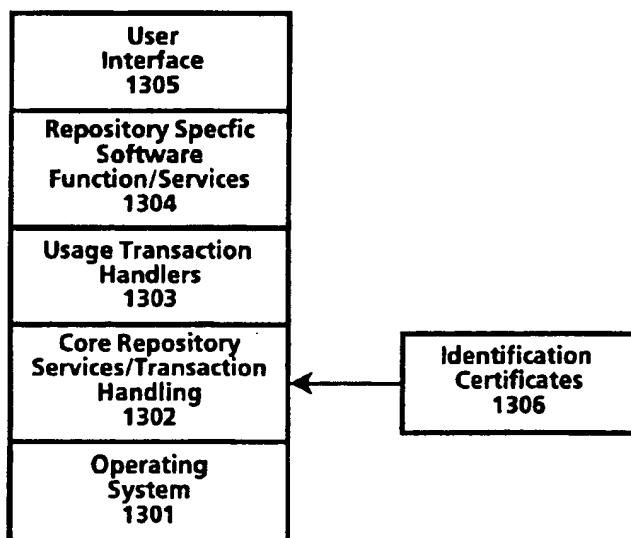 User
Interface
1305
Repository Specfic
Software
Function/Services
1304
Usage Transaction
Handlers
1303
Core Repository
Services/Transaction
Handling
1302
Identification
Certificates
1306
Operating
System
1301